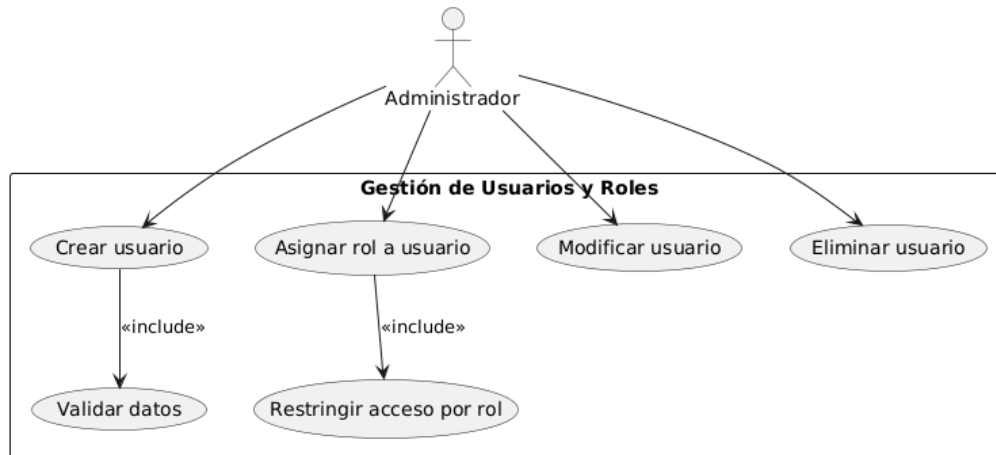 Administrador
Gestión de Usuarios y Roles
Crear usuario
Asignar rol a usuario
Modificar usuario
Eliminar usuario
«include»
«include»
Validar datos
Restringir acceso por rol